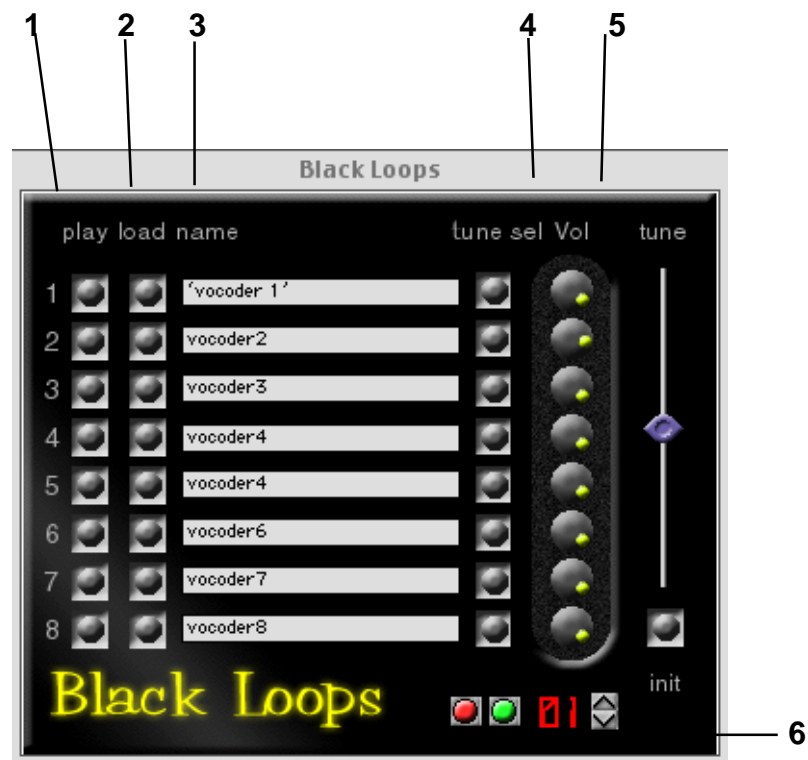 1 2 3 4 5
Black Loops
play load name tune sel Vol tune
1 ‘vocoder 1’
2 vocoder2
3 vocoder3
4 vocoder4
5 vocoder4
6 vocoder6
7 vocoder7
8 vocoder8
init
Black Loops
01
6